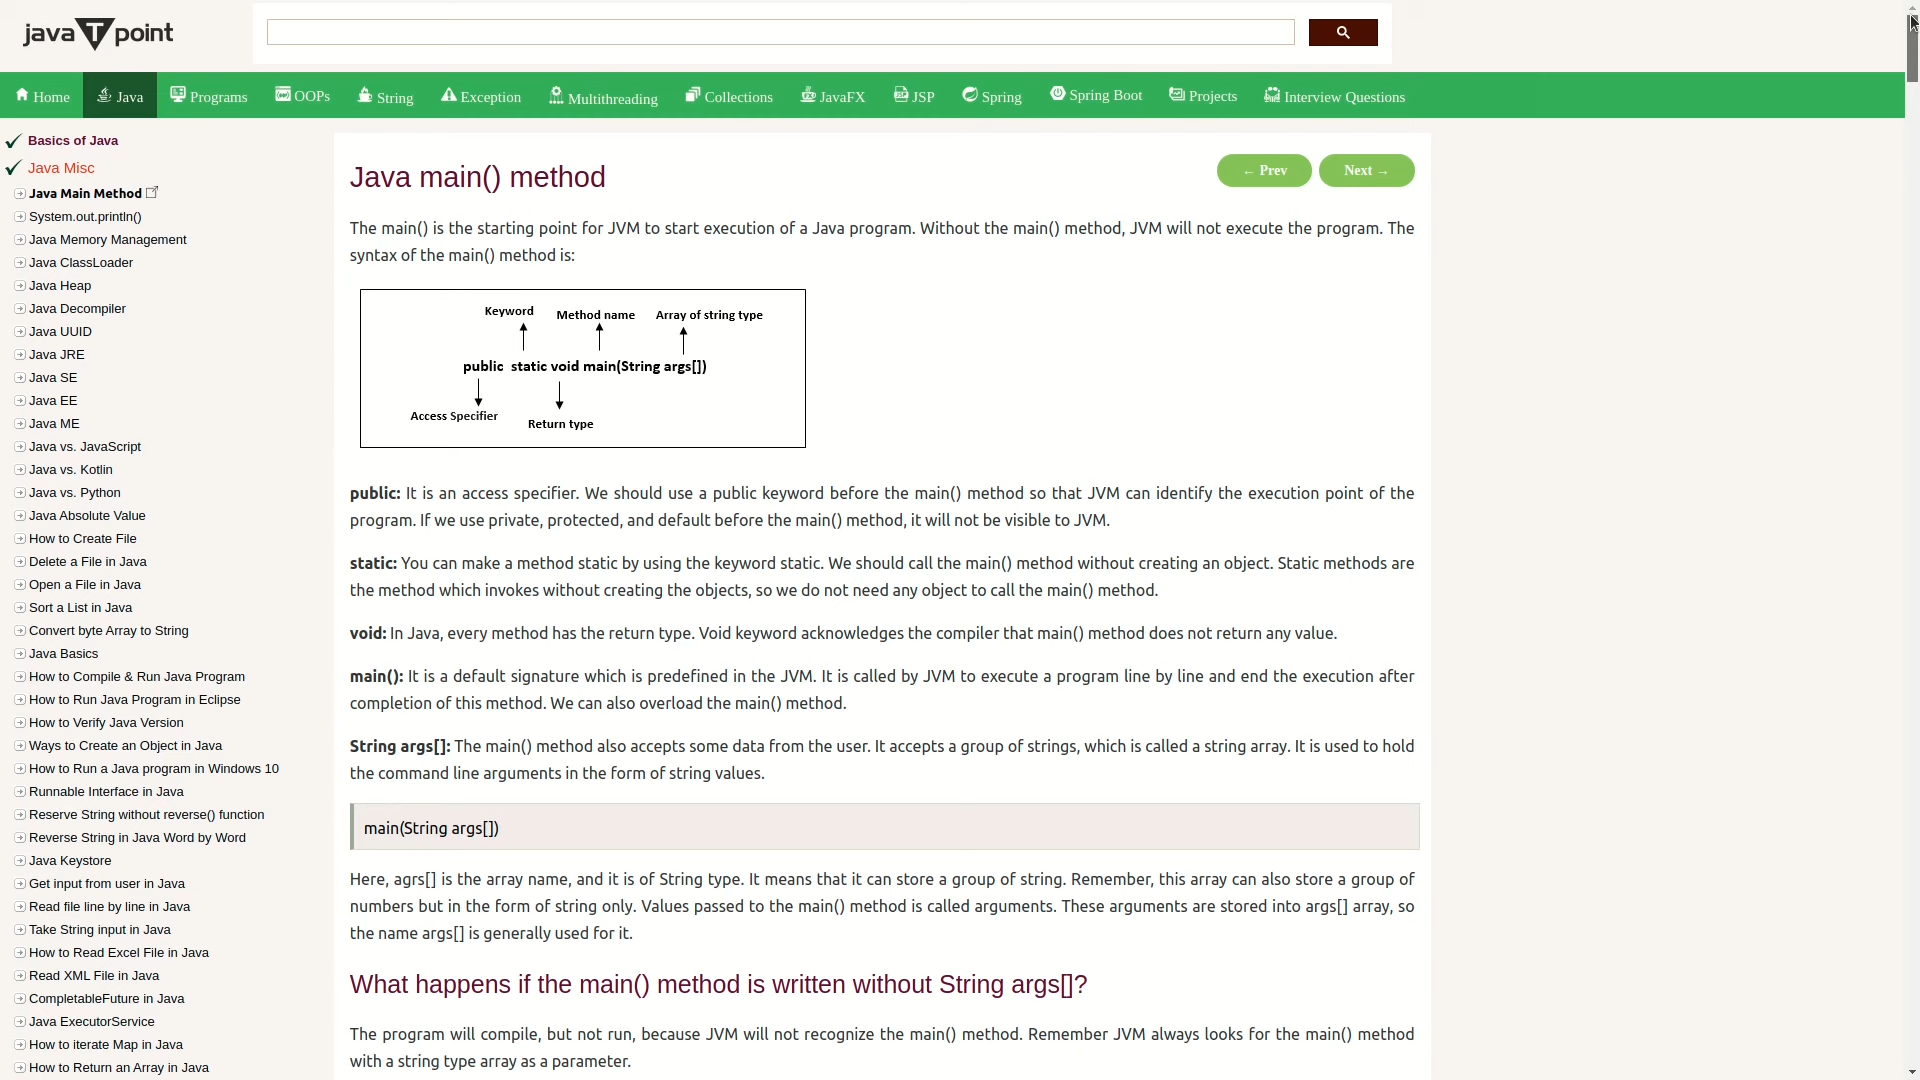 javaTpoint
Home Java Programs OOPs String Exception Multithreading Collections JavaFX JSP Spring Spring Boot Projects Interview Questions
Basics of Java
Java Misc
Java Main Method
System.out.println()
Java Memory Management
Java ClassLoader
Java Heap
Java Decompiler
Java UUID
Java JRE
Java SE
Java EE
Java ME
Java vs. JavaScript
Java vs. Kotlin
Java vs. Python
Java Absolute Value
How to Create File
Delete a File in Java
Open a File in Java
Sort a List in Java
Convert byte Array to String
Java Basics
How to Compile & Run Java Program
How to Run Java Program in Eclipse
How to Verify Java Version
Ways to Create an Object in Java
How to Run a Java program in Windows 10
Runnable Interface in Java
Reserve String without reverse() function
Reverse String in Java Word by Word
Java Keystore
Get input from user in Java
Read file line by line in Java
Take String input in Java
How to Read Excel File in Java
Read XML File in Java
CompletableFuture in Java
Java ExecutorService
How to iterate Map in Java
How to Return an Array in Java
Java main() method
← Prev Next →
The main() is the starting point for JVM to start execution of a Java program. Without the main() method, JVM will not execute the program. The
syntax of the main() method is:
Keyword Method name Array of string type
public static void main(String args[])
Access Specifier Return type
public: It is an access specifier. We should use a public keyword before the main() method so that JVM can identify the execution point of the
program. If we use private, protected, and default before the main() method, it will not be visible to JVM.
static: You can make a method static by using the keyword static. We should call the main() method without creating an object. Static methods are
the method which invokes without creating the objects, so we do not need any object to call the main() method.
void: In Java, every method has the return type. Void keyword acknowledges the compiler that main() method does not return any value.
main(): It is a default signature which is predefined in the JVM. It is called by JVM to execute a program line by line and end the execution after
completion of this method. We can also overload the main() method.
String args[]: The main() method also accepts some data from the user. It accepts a group of strings, which is called a string array. It is used to hold
the command line arguments in the form of string values.
main(String args[])
Here, agrs[] is the array name, and it is of String type. It means that it can store a group of string. Remember, this array can also store a group of
numbers but in the form of string only. Values passed to the main() method is called arguments. These arguments are stored into args[] array, so
the name args[] is generally used for it.
What happens if the main() method is written without String args[]?
The program will compile, but not run, because JVM will not recognize the main() method. Remember JVM always looks for the main() method
with a string type array as a parameter.